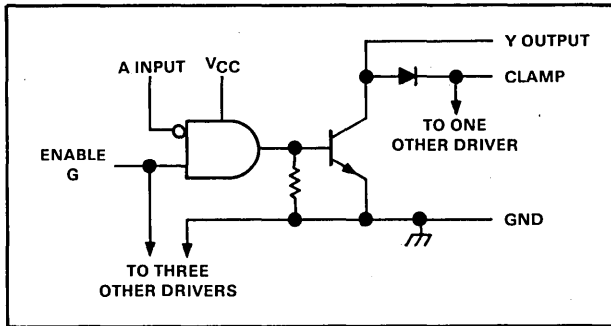 Y OUTPUT
A INPUT
VCC
CLAMP
TO ONE
OTHER DRIVER
ENABLE
G
GND
TO THREE
OTHER DRIVERS